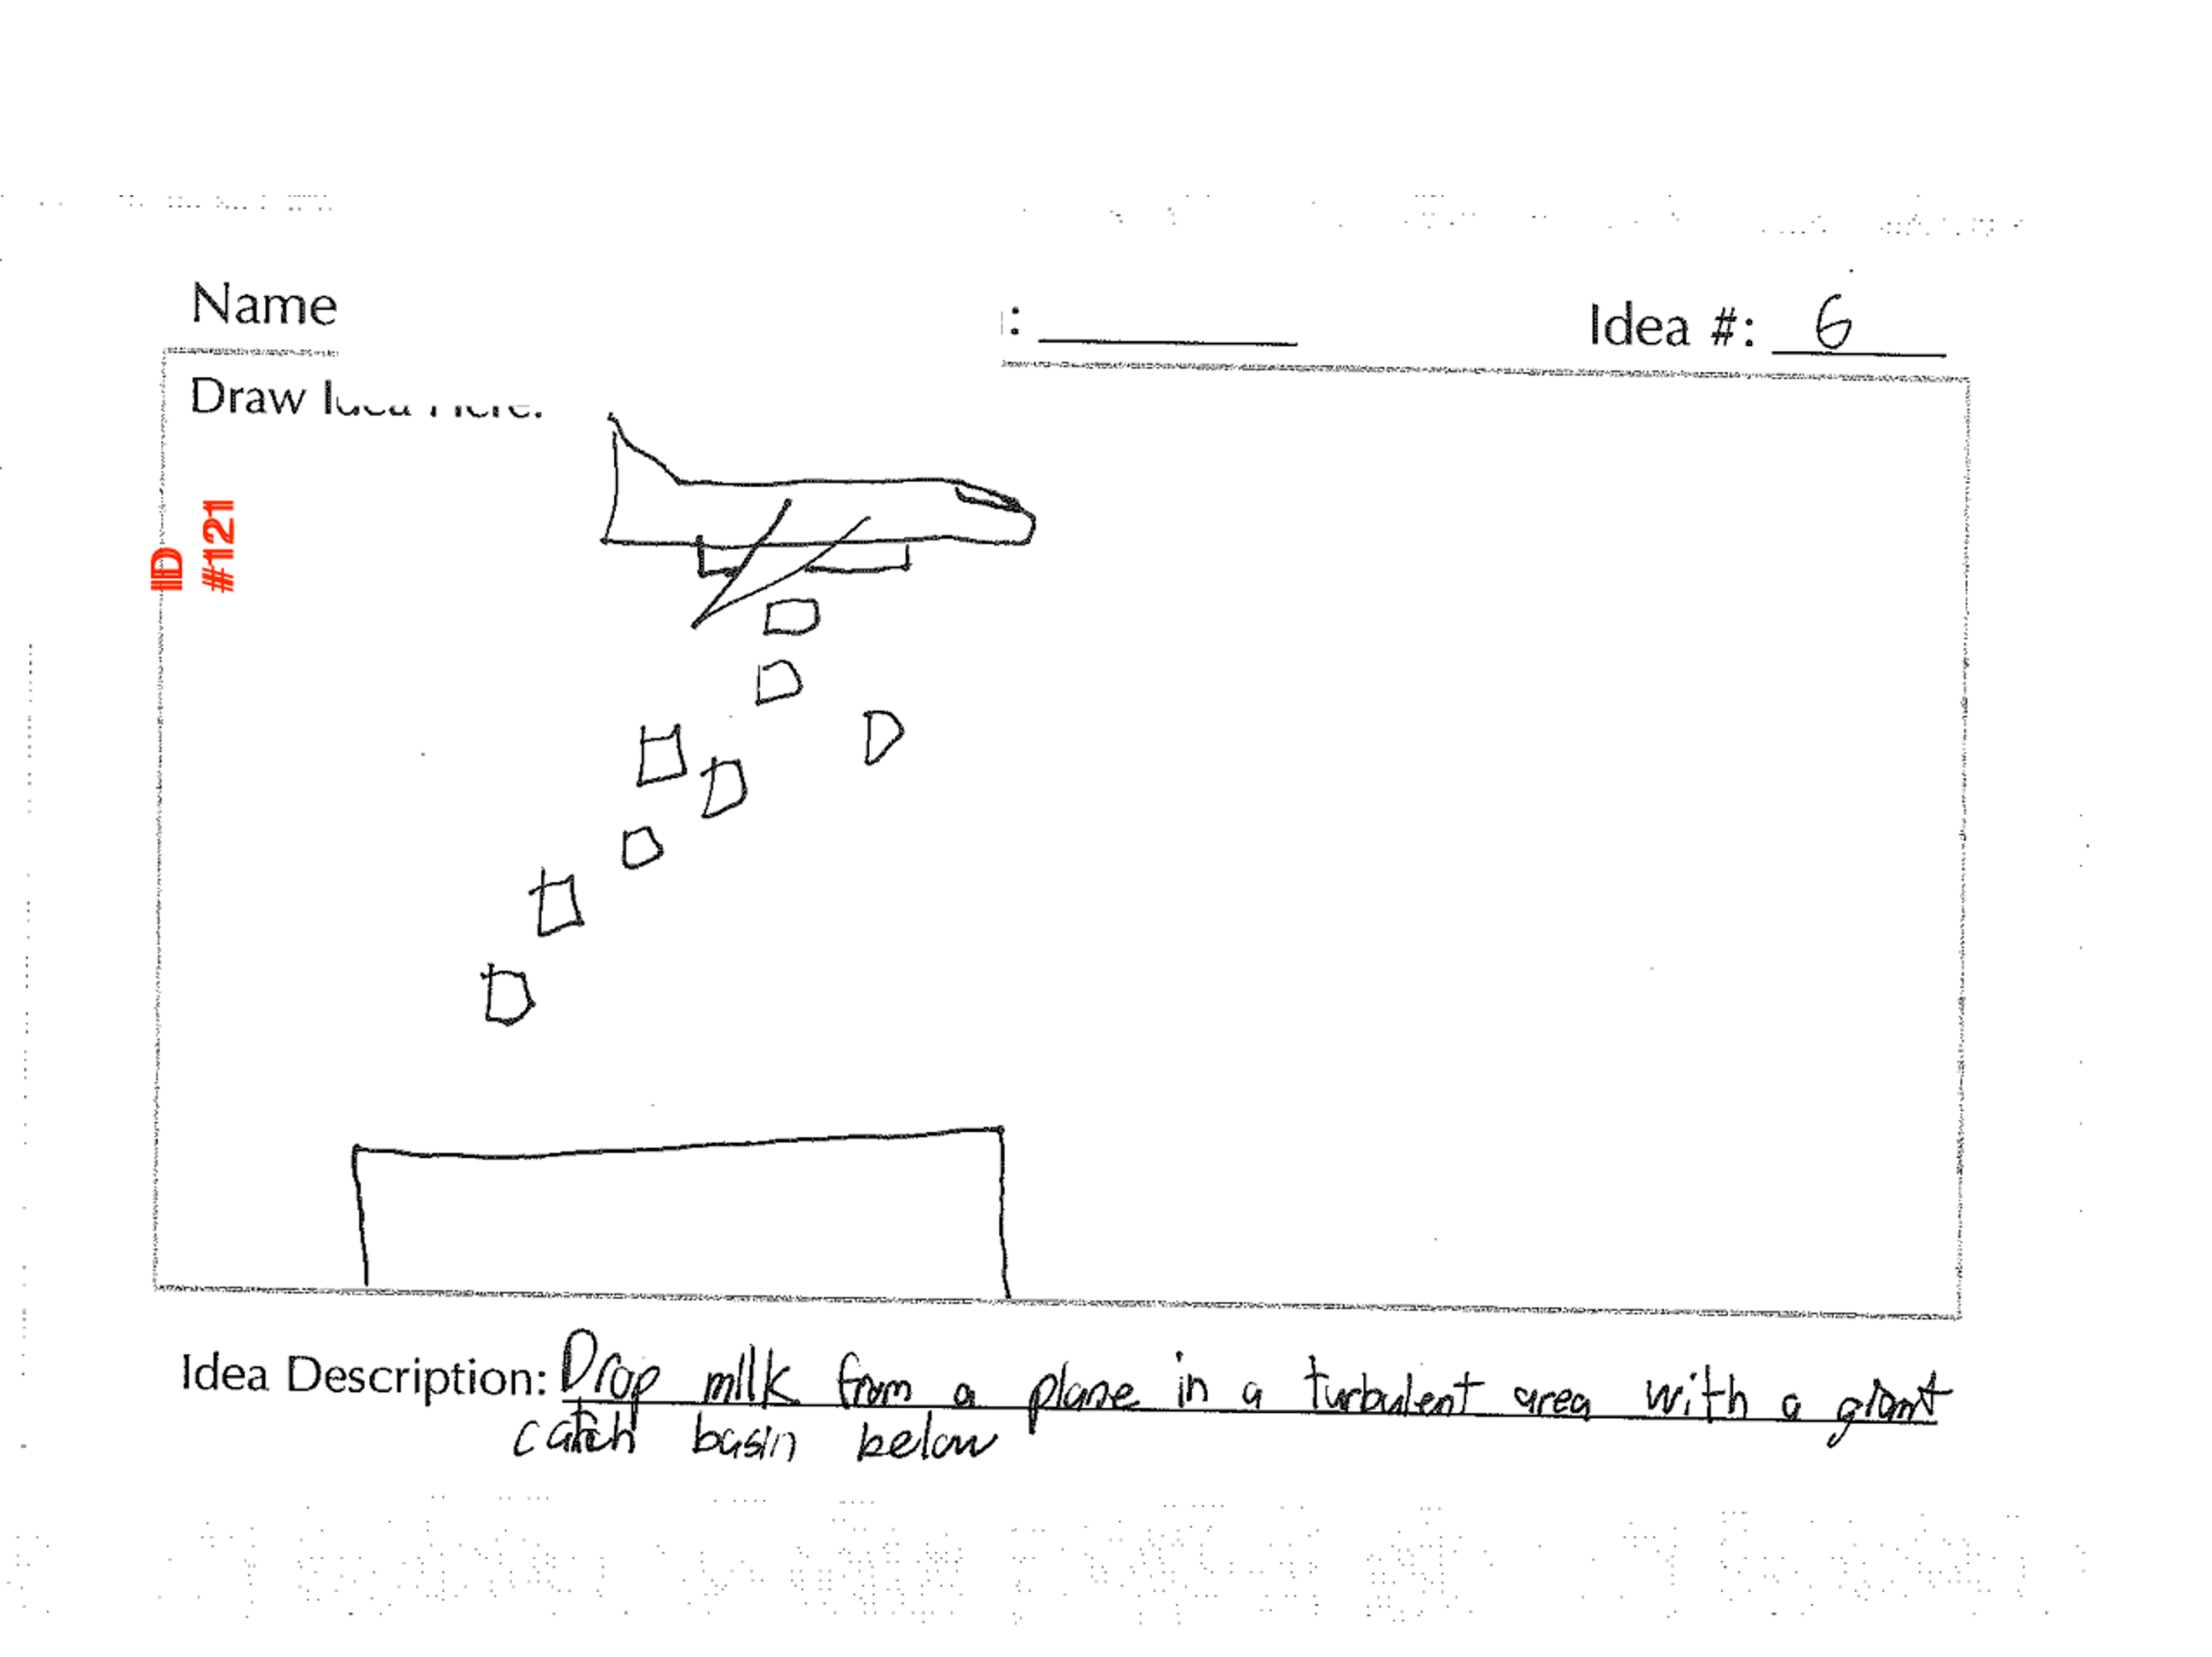 Name : Idea #: 6
Draw Idea Here:
ID
#121
Idea Description: Drop milk from a plane in a turbulent area with a giant
catch basin below